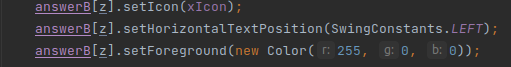 answerB[z].setIcon(xIcon);
answerB[z].setHorizontalTextPosition(SwingConstants.LEFT);
answerB[z].setForeground(new Color( r: 255, g: 0, b: 0));